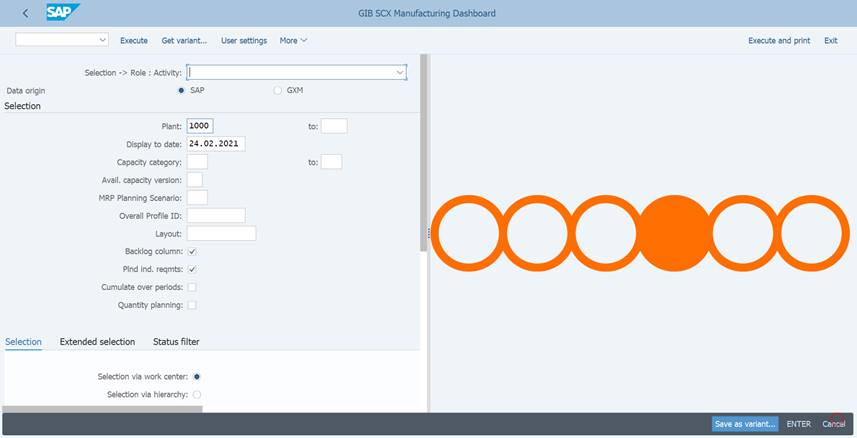 SAP
GIB SCX Manufacturing Dashboard
Execute Get variant... User settings More Execute and print Exit
Selection -> Role : Activity:
Data origin SAP GXM
Selection
Plant: 1000 to:
Display to date: 24.02.2021
Capacity category: to:
Avail. capacity version:
MRP Planning Scenario:
Overall Profile ID:
Layout:
Backlog column:
Plnd ind. reqmts:
Cumulate over periods:
Quantity planning:
Selection Extended selection Status filter
Selection via work center:
Selection via hierarchy:
Save as variant... ENTER Cancel